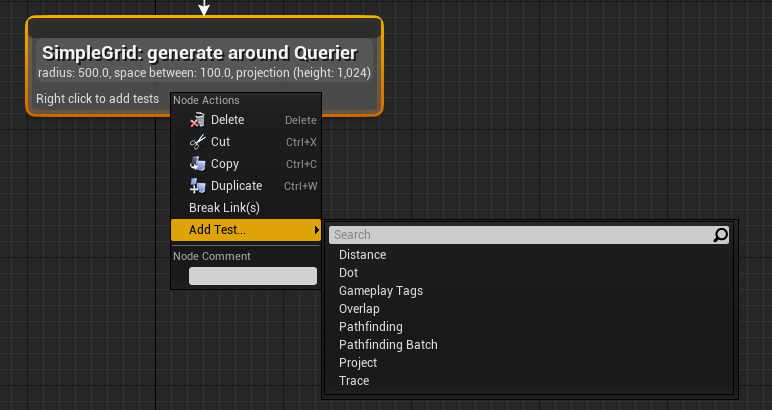 SimpleGrid: generate around Querier
radius: 500.0, space between: 100.0, projection (height: 1,024)
Right click to add tests
Node Actions
Delete Delete
Cut Ctrl+X
Copy Ctrl+C
Duplicate Ctrl+W
Break Link(s)
Add Test...
Node Comment
Search
Distance
Dot
Gameplay Tags
Overlap
Pathfinding
Pathfinding Batch
Project
Trace